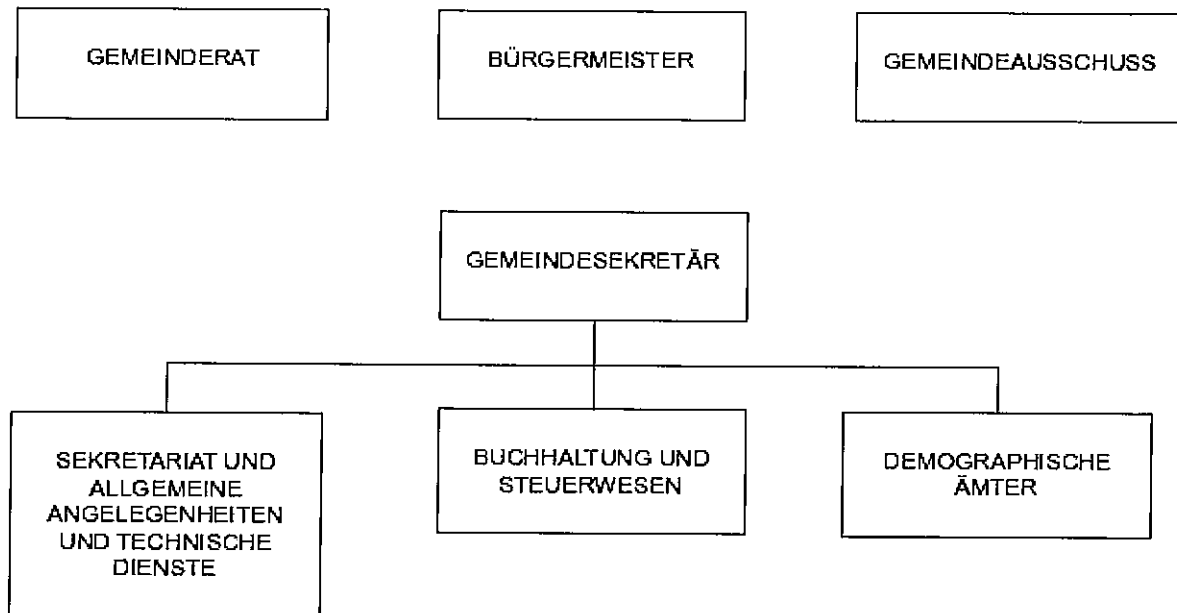 GEMEINDERAT
BÜRGERMEISTER
GEMEINDEAUSSCHUSS
GEMEINDESEKRETÄR
SEKRETARIAT UND
ALLGEMEINE
ANGELEGENHEITEN
UND TECHNISCHE
DIENSTE
BUCHHALTUNG UND
STEUERWESEN
DEMOGRAPHISCHE
ÄMTER